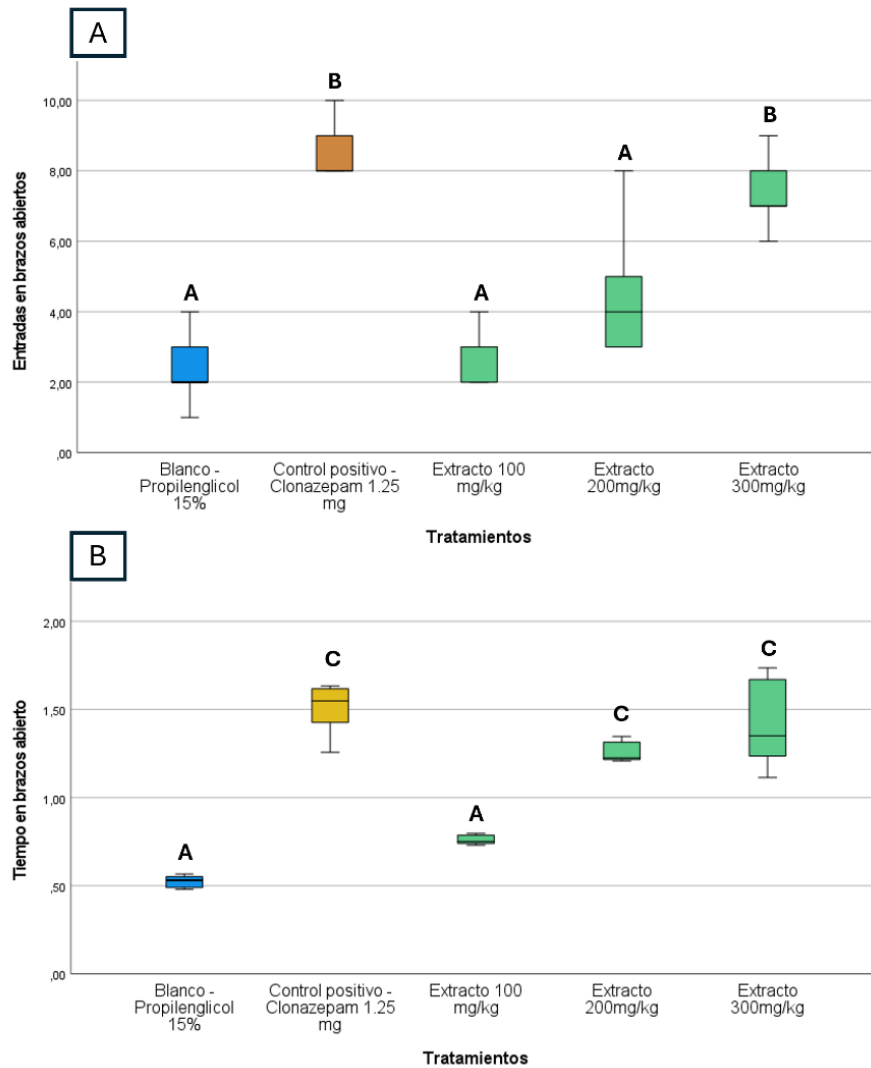 A
B
B
A
A
A
10,00
8,00
6,00
4,00
2,00
,00
Entradas en brazos abiertos
Blanco -
Propilenglicol
15%
Control positivo -
Clonazepam 1.25
mg
Extracto 100
mg/kg
Extracto
200mg/kg
Extracto
300mg/kg
Tratamientos
B
C
C
C
A
A
2,00
1,50
1,00
,50
,00
Tiempo en brazos abierto
Blanco -
Propilenglicol
15%
Control positivo -
Clonazepam 1.25
mg
Extracto 100
mg/kg
Extracto
200mg/kg
Extracto
300mg/kg
Tratamientos